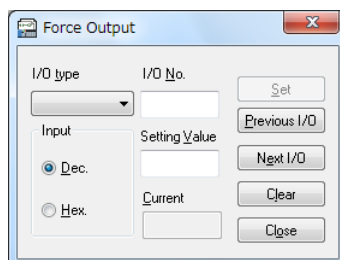 Force Output
I/O type
I/O No.
Set
Previous I/O
Input
Setting Value
Dec.
Next I/O
Current
Clear
Hex.
Close